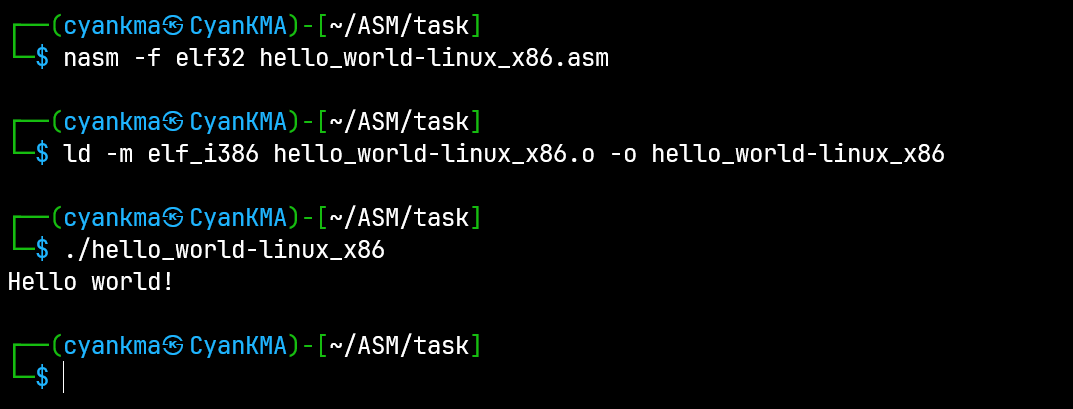 ┌──(cyankma㉿CyanKMA)-[~/ASM/task]
└─$ nasm -f elf32 hello_world-linux_x86.asm
┌──(cyankma㉿CyanKMA)-[~/ASM/task]
└─$ ld -m elf_i386 hello_world-linux_x86.o -o hello_world-linux_x86
┌──(cyankma㉿CyanKMA)-[~/ASM/task]
└─$ ./hello_world-linux_x86
Hello world!
┌──(cyankma㉿CyanKMA)-[~/ASM/task]
└─$